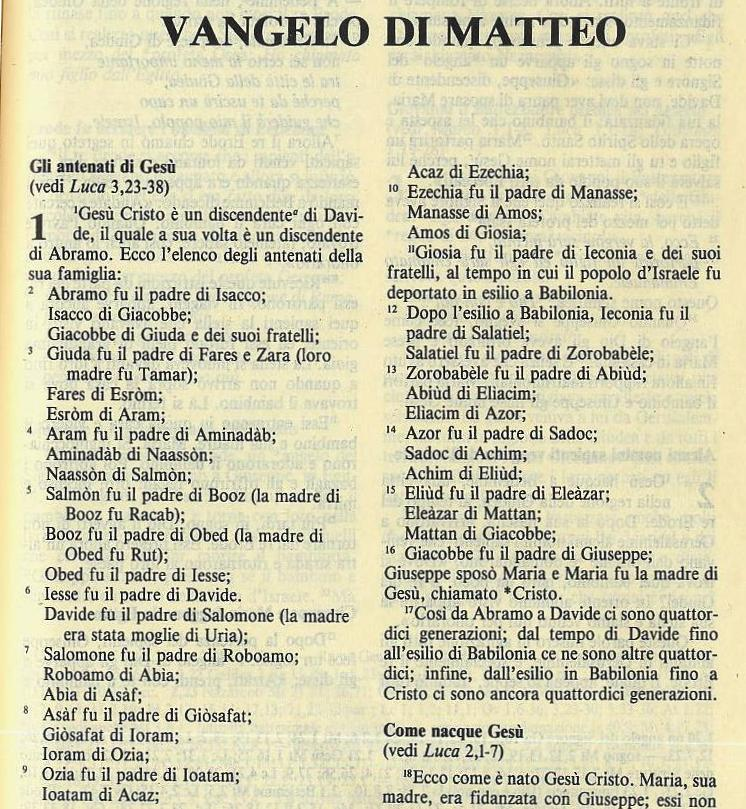 VANGELO DI MATTEO
Gli antenati di Gesù
(vedi Luca 3,23-38)
1 ¹Gesù Cristo è un discendenteᵃ di Davi-
de, il quale a sua volta è un discendente
di Abramo. Ecco l'elenco degli antenati della
sua famiglia:
² Abramo fu il padre di Isacco;
Isacco di Giacobbe;
Giacobbe di Giuda e dei suoi fratelli;
³ Giuda fu il padre di Fares e Zara (loro
madre fu Tamar);
Fares di Esròm;
Esròm di Aram;
⁴ Aram fu il padre di Aminadàb;
Aminadàb di Naassòn;
Naassòn di Salmòn;
⁵ Salmòn fu il padre di Booz (la madre di
Booz fu Racab);
Booz fu il padre di Obed (la madre di
Obed fu Rut);
Obed fu il padre di Iesse;
⁶ Iesse fu il padre di Davide.
Davide fu il padre di Salomone (la madre
era stata moglie di Uria);
⁷ Salomone fu il padre di Roboamo;
Roboamo di Abìa;
Abìa di Asàf;
⁸ Asàf fu il padre di Giòsafat;
Giòsafat di Ioram;
Ioram di Ozia;
⁹ Ozia fu il padre di Ioatam;
Ioatam di Acaz;
Acaz di Ezechia;
¹⁰ Ezechia fu il padre di Manasse;
Manasse di Amos;
Amos di Giosia;
¹¹Giosia fu il padre di Ieconia e dei suoi
fratelli, al tempo in cui il popolo d'Israele fu
deportato in esilio a Babilonia.
¹² Dopo l'esilio a Babilonia, Ieconia fu il
padre di Salatiel;
Salatiel fu il padre di Zorobabèle;
¹³ Zorobabèle fu il padre di Abiùd;
Abiùd di Eliacim;
Eliacim di Azor;
¹⁴ Azor fu il padre di Sadoc;
Sadoc di Achim;
Achim di Eliùd;
¹⁵ Eliùd fu il padre di Eleàzar;
Eleàzar di Mattan;
Mattan di Giacobbe;
¹⁶ Giacobbe fu il padre di Giuseppe;
Giuseppe sposò Maria e Maria fu la madre di
Gesù, chiamato *Cristo.
¹⁷Così da Abramo a Davide ci sono quattor-
dici generazioni; dal tempo di Davide fino
all'esilio di Babilonia ce ne sono altre quattor-
dici; infine, dall'esilio in Babilonia fino a
Cristo ci sono ancora quattordici generazioni.
Come nacque Gesù
(vedi Luca 2,1-7)
¹⁸Ecco come è nato Gesù Cristo. Maria, sua
madre, era fidanzata con Giuseppe; essi non